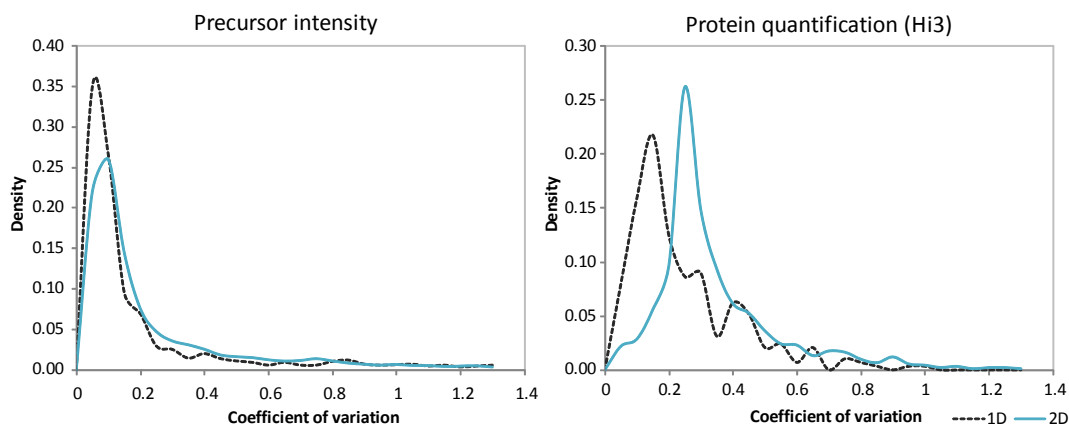 Precursor intensity
0.40
0.35
0.30
0.25
0.20
0.15
0.10
0.05
0.00
Density
0 0.2 0.4 0.6 0.8 1 1.2 1.4
Coefficient of variation
Protein quantification (Hi3)
0.30
0.25
0.20
0.15
0.10
0.05
0.00
Density
0 0.2 0.4 0.6 0.8 1 1.2 1.4
Coefficient of variation
1D 2D